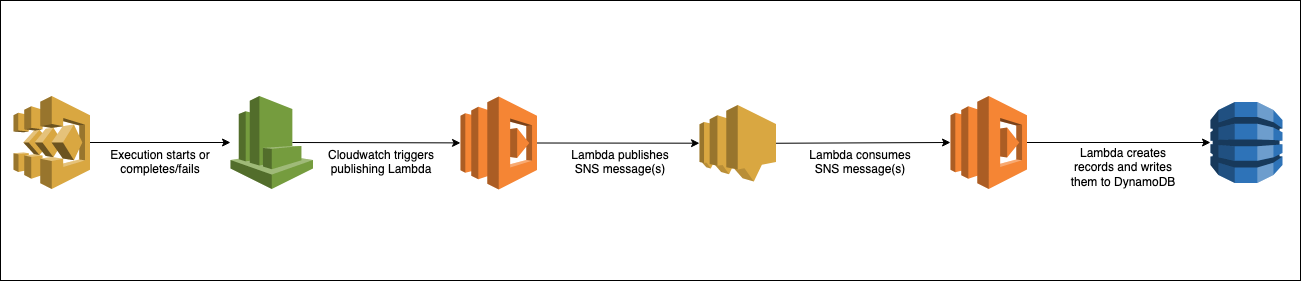 Execution starts or
completes/fails
Cloudwatch triggers
publishing Lambda
Lambda publishes
SNS message(s)
Lambda consumes
SNS message(s)
Lambda creates
records and writes
them to DynamoDB